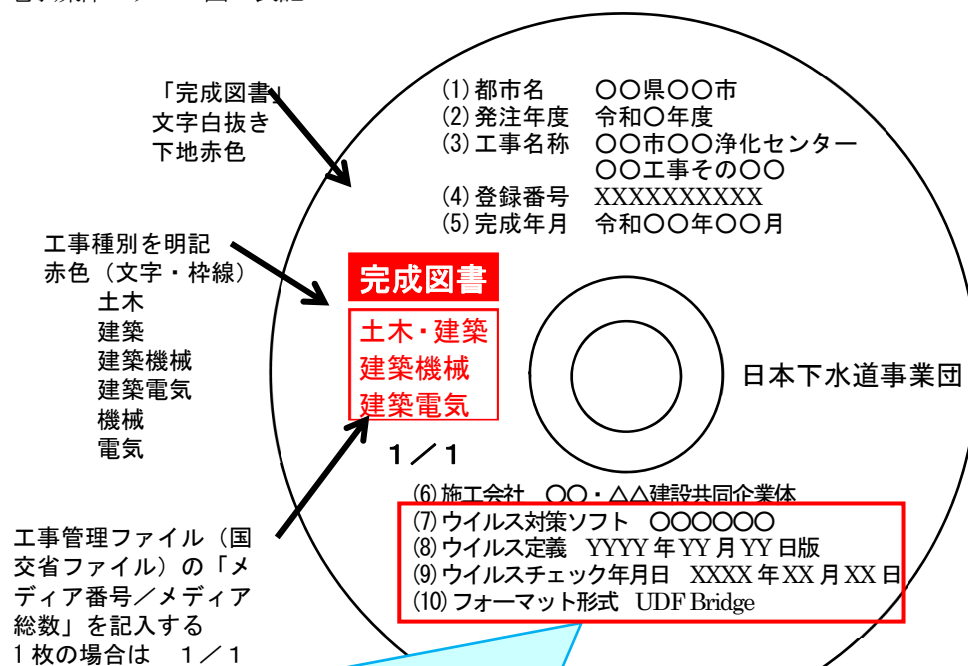 「完成図書」
文字白抜き
下地赤色
(1)都市名 〇〇県〇〇市
(2)発注年度 令和〇年度
(3)工事名称 〇〇市〇〇浄化センター
〇〇工事その〇〇
(4)登録番号 XXXXXXXXXX
(5)完成年月 令和〇〇年〇〇月
工事種別を明記
赤色(文字・枠線)
土木
建築
建築機械
建築電気
機械
電気
完成図書
土木・建築
建築機械
建築電気
1/1
日本下水道事業団
(6)施工会社 〇〇・△△建設共同企業体
(7)ウイルス対策ソフト 〇〇〇〇〇〇
(8)ウイルス定義 YYYY年YY月YY日版
(9)ウイルスチェック年月日 XXXX年XX月XX日
(10)フォーマット形式 UDF Bridge
工事管理ファイル(国
交省ファイル)の「メ
ディア番号/メディア
総数」を記入する
1枚の場合は 1/1